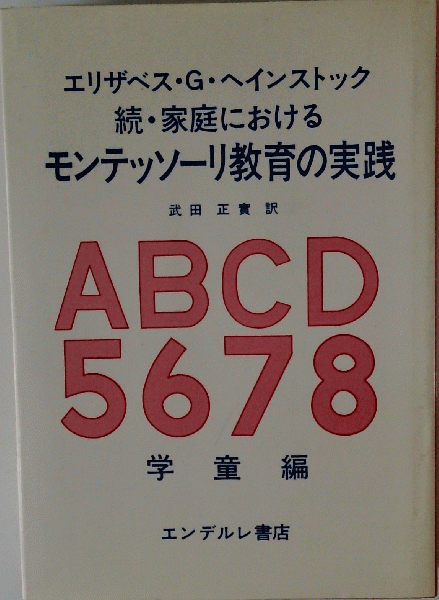 エリザベス・G・ヘインストック
続・家庭における
モンテッソーリ教育の実践
武田 正實 訳
ABCD
5678
学童編
エンデルレ書店